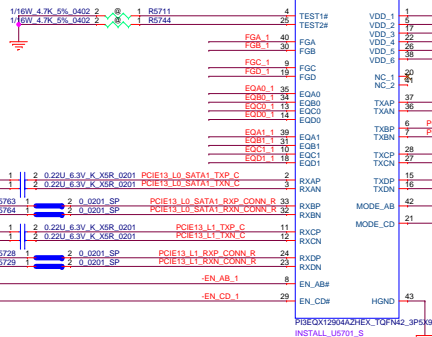 1/16W_4.7K_5%_0402 2 @ 1 R5711 4 TEST1# VDD_1 1
1/16W_4.7K_5%_0402 2 @ 1 R5744 25 TEST2# VDD_2 5
VDD_3 17
FGA_1 40 FGA VDD_4 22
FGB_1 30 FGB VDD_5 26
VDD_6 38
FGC_1 9 FGC
FGD_1 19 FGD NC_1 20
NC_2 41
EQA0_1 35 EQA0
EQB0_1 34 EQB0 TXAP 37
EQC0_1 13 EQC0 TXAN 36
EQD0_1 14 EQD0
TXBP 6
EQA1_1 39 EQA1 TXBN 7
EQB1_1 31 EQB1
EQC1_1 10 EQC1 TXCP 28
EQD1_1 18 EQD1 TXCN 27
1 2 0.22U_6.3V_K_X5R_0201 PCIE13_L0_SATA1_TXP_C 2 RXAP TXDP 15
1 2 0.22U_6.3V_K_X5R_0201 PCIE13_L0_SATA1_TXN_C 3 RXAN TXDN 16
5763 1 2 0_0201_SP PCIE13_L0_SATA1_RXP_CONN_R 33 RXBP MODE_AB 42
5764 1 2 0_0201_SP PCIE13_L0_SATA1_RXN_CONN_R 32 RXBN
MODE_CD 21
1 2 0.22U_6.3V_K_X5R_0201 PCIE13_L1_TXP_C 11 RXCP
1 2 0.22U_6.3V_K_X5R_0201 PCIE13_L1_TXN_C 12 RXCN
5728 1 2 0_0201_SP PCIE13_L1_RXP_CONN_R 24 RXDP
5729 1 2 0_0201_SP PCIE13_L1_RXN_CONN_R 23 RXDN
-EN_AB_1 8 EN_AB#
-EN_CD_1 29 EN_CD# HGND 43
PI3EQX12904AZHEX_TQFN42_3P5X9
INSTALL_U5701_S